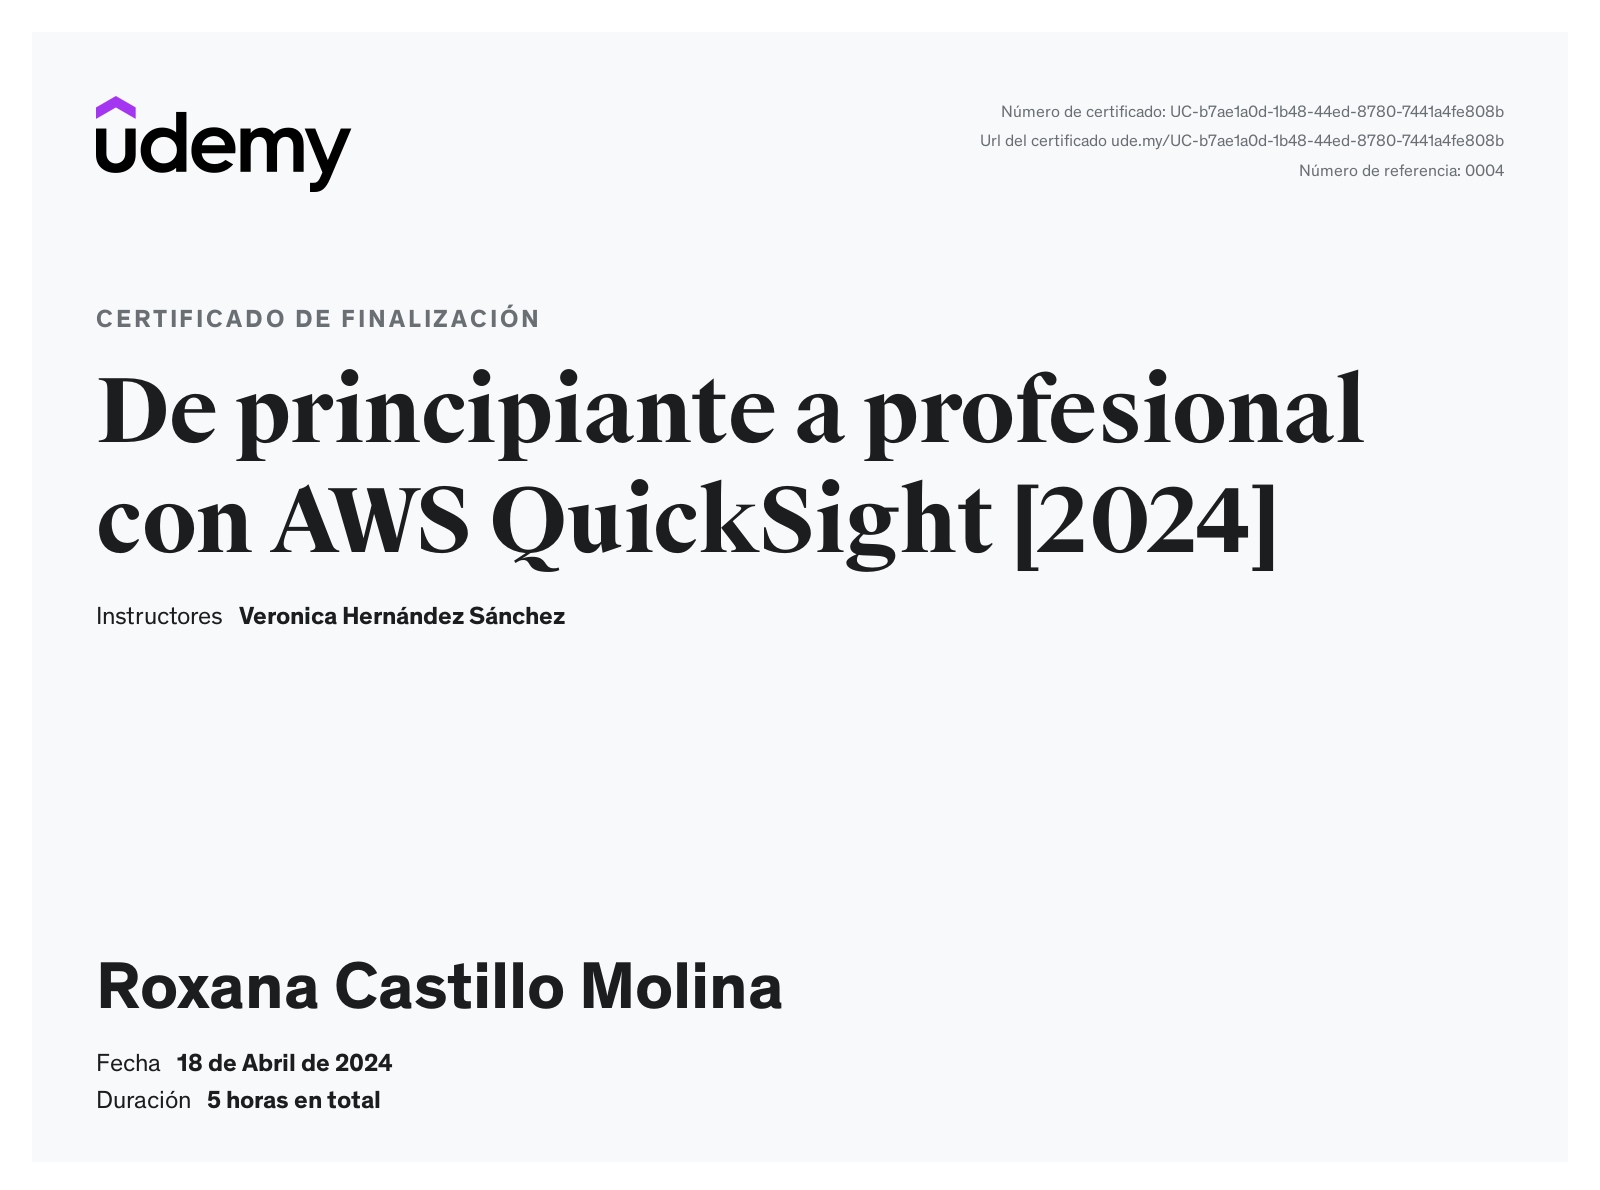 udemy
Número de certificado: UC-b7ae1a0d-1b48-44ed-8780-7441a4fe808b
Url del certificado ude.my/UC-b7ae1a0d-1b48-44ed-8780-7441a4fe808b
Número de referencia: 0004
CERTIFICADO DE FINALIZACIÓN
De principiante a profesional
con AWS QuickSight [2024]
Instructores Veronica Hernández Sánchez
Roxana Castillo Molina
Fecha 18 de Abril de 2024
Duración 5 horas en total